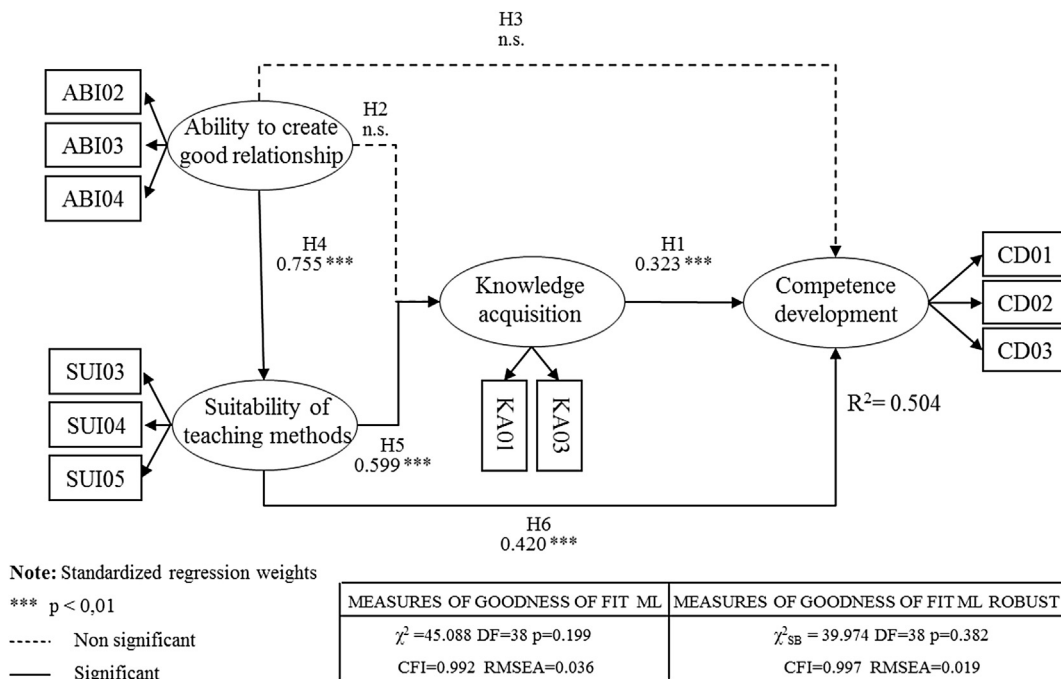 H3
n.s.
ABI02
ABI03
ABI04
Ability to create
good relationship
H2
n.s.
H4
0.755 ***
H1
0.323 ***
Knowledge
acquisition
Competence
development
CD01
CD02
CD03
SUI03
SUI04
SUI05
Suitability of
teaching methods
KA01
KA03
R²= 0.504
H5
0.599 ***
H6
0.420 ***
Note: Standardized regression weights
*** p < 0,01
Non significant
Significant
MEASURES OF GOODNESS OF FIT ML
χ² =45.088 DF=38 p=0.199
CFI=0.992 RMSEA=0.036
MEASURES OF GOODNESS OF FIT ML ROBUST
χ²SB = 39.974 DF=38 p=0.382
CFI=0.997 RMSEA=0.019